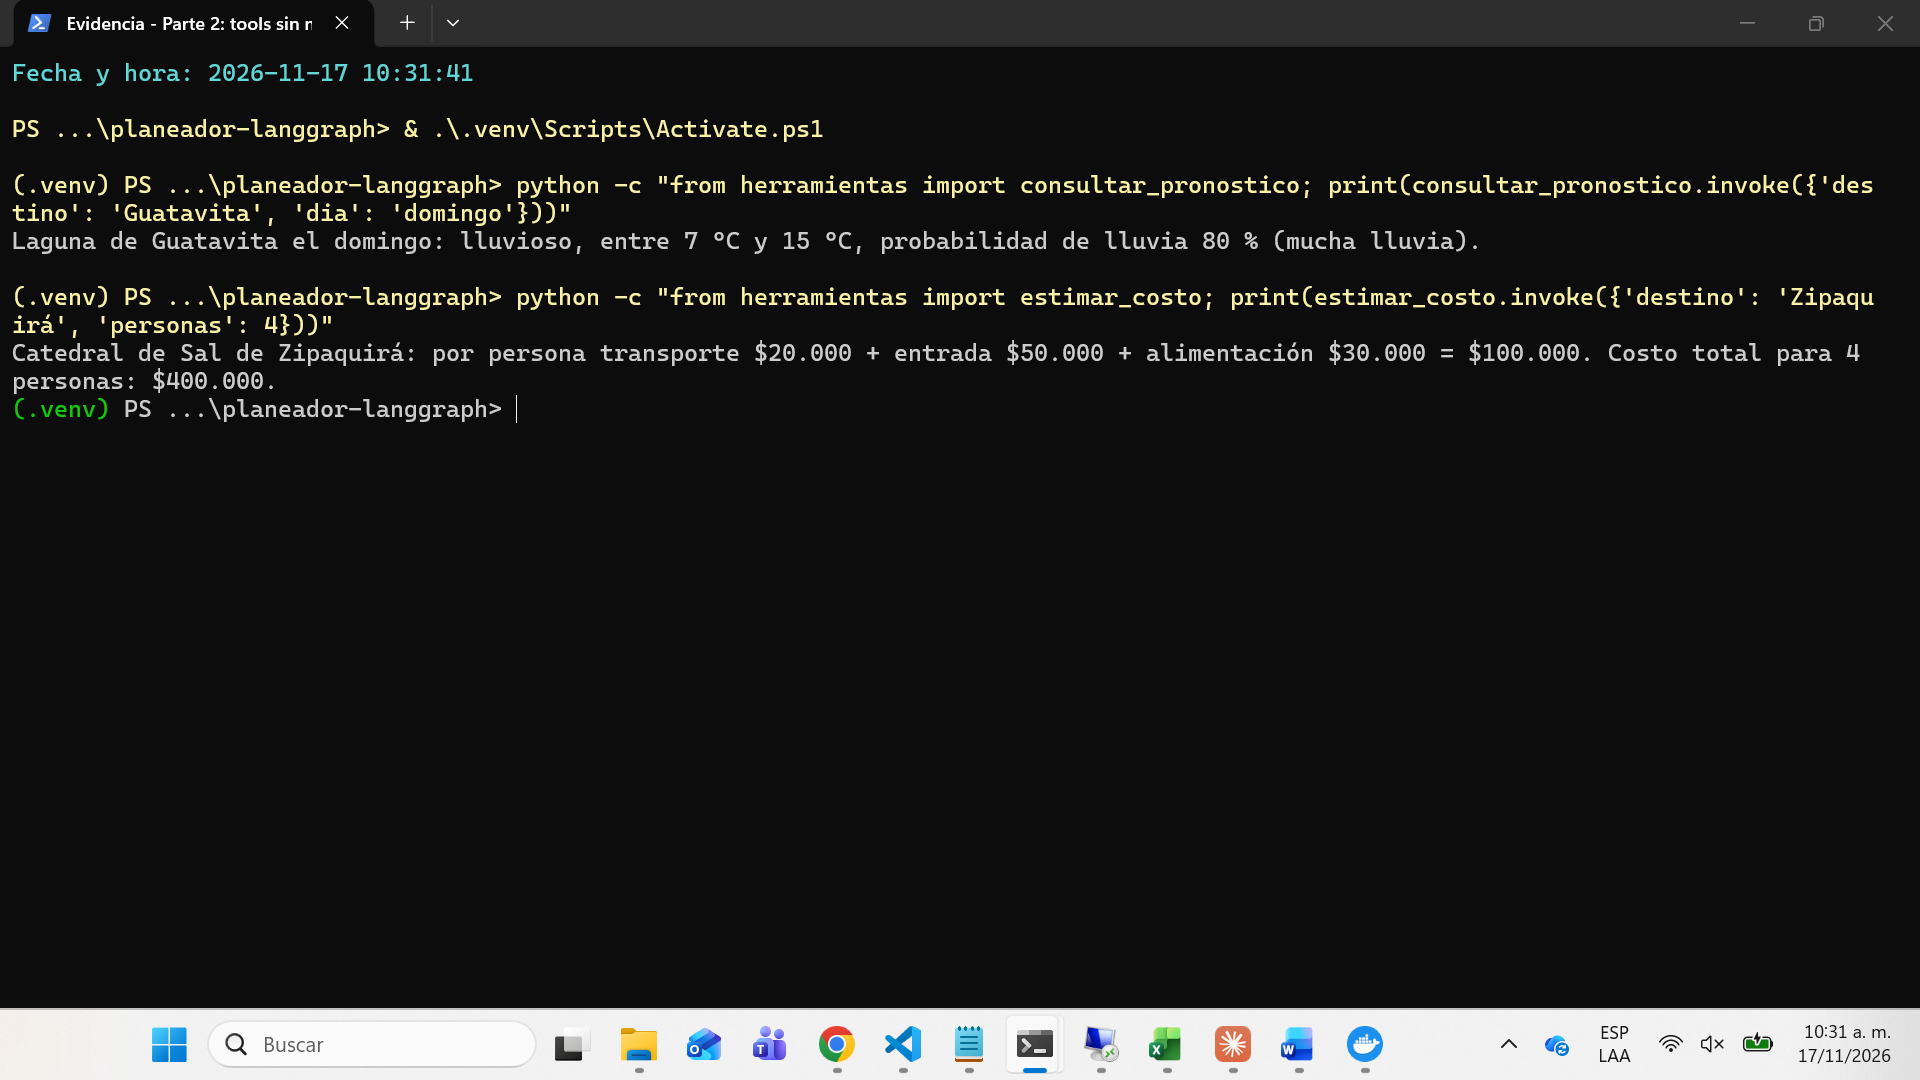 Evidencia - Parte 2: tools sin n
Fecha y hora: 2026-11-17 10:31:41
PS ...\planeador-langgraph> & .\.venv\Scripts\Activate.ps1
(.venv) PS ...\planeador-langgraph> python -c "from herramientas import consultar_pronostico; print(consultar_pronostico.invoke({'des
tino': 'Guatavita', 'dia': 'domingo'}))"
Laguna de Guatavita el domingo: lluvioso, entre 7 °C y 15 °C, probabilidad de lluvia 80 % (mucha lluvia).
(.venv) PS ...\planeador-langgraph> python -c "from herramientas import estimar_costo; print(estimar_costo.invoke({'destino': 'Zipaqu
irá', 'personas': 4}))"
Catedral de Sal de Zipaquirá: por persona transporte $20.000 + entrada $50.000 + alimentación $30.000 = $100.000. Costo total para 4
personas: $400.000.
(.venv) PS ...\planeador-langgraph>
Buscar
ESP
LAA
10:31 a. m.
17/11/2026